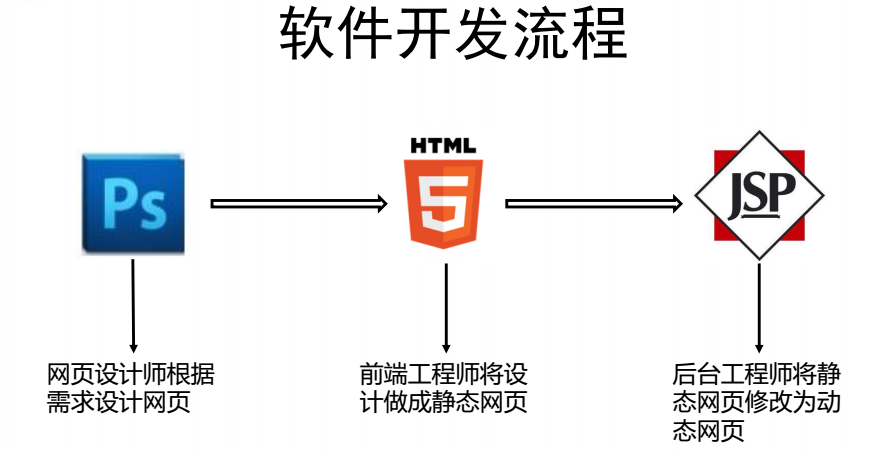 软件开发流程
HTML
Ps
5
JSP
网页设计师根据
需求设计网页
前端工程师将设
计做成静态网页
后台工程师将静
态网页修改为动
态网页